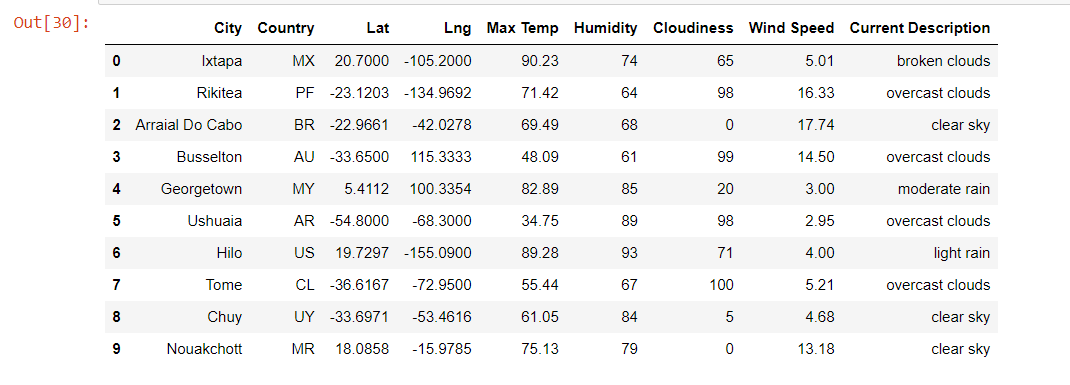 Out[30]:
City Country Lat Lng Max Temp Humidity Cloudiness Wind Speed Current Description
0 Ixtapa MX 20.7000 -105.2000 90.23 74 65 5.01 broken clouds
1 Rikitea PF -23.1203 -134.9692 71.42 64 98 16.33 overcast clouds
2 Arraial Do Cabo BR -22.9661 -42.0278 69.49 68 0 17.74 clear sky
3 Busselton AU -33.6500 115.3333 48.09 61 99 14.50 overcast clouds
4 Georgetown MY 5.4112 100.3354 82.89 85 20 3.00 moderate rain
5 Ushuaia AR -54.8000 -68.3000 34.75 89 98 2.95 overcast clouds
6 Hilo US 19.7297 -155.0900 89.28 93 71 4.00 light rain
7 Tome CL -36.6167 -72.9500 55.44 67 100 5.21 overcast clouds
8 Chuy UY -33.6971 -53.4616 61.05 84 5 4.68 clear sky
9 Nouakchott MR 18.0858 -15.9785 75.13 79 0 13.18 clear sky